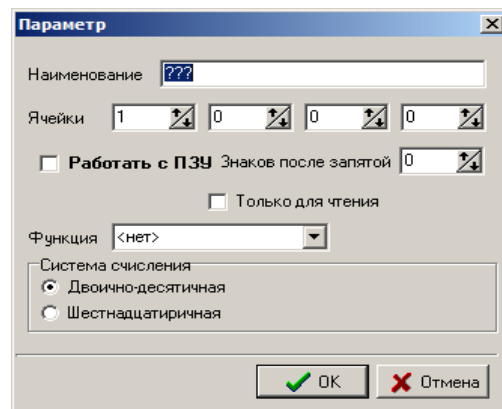 Параметр
Наименование ???
Ячейки 1 0 0 0
Работать с ПЗУ Знаков после запятой 0
Только для чтения
Функция <нет>
Система счисления
Двоично-десятичная
Шестнадцатиричная
OK Отмена